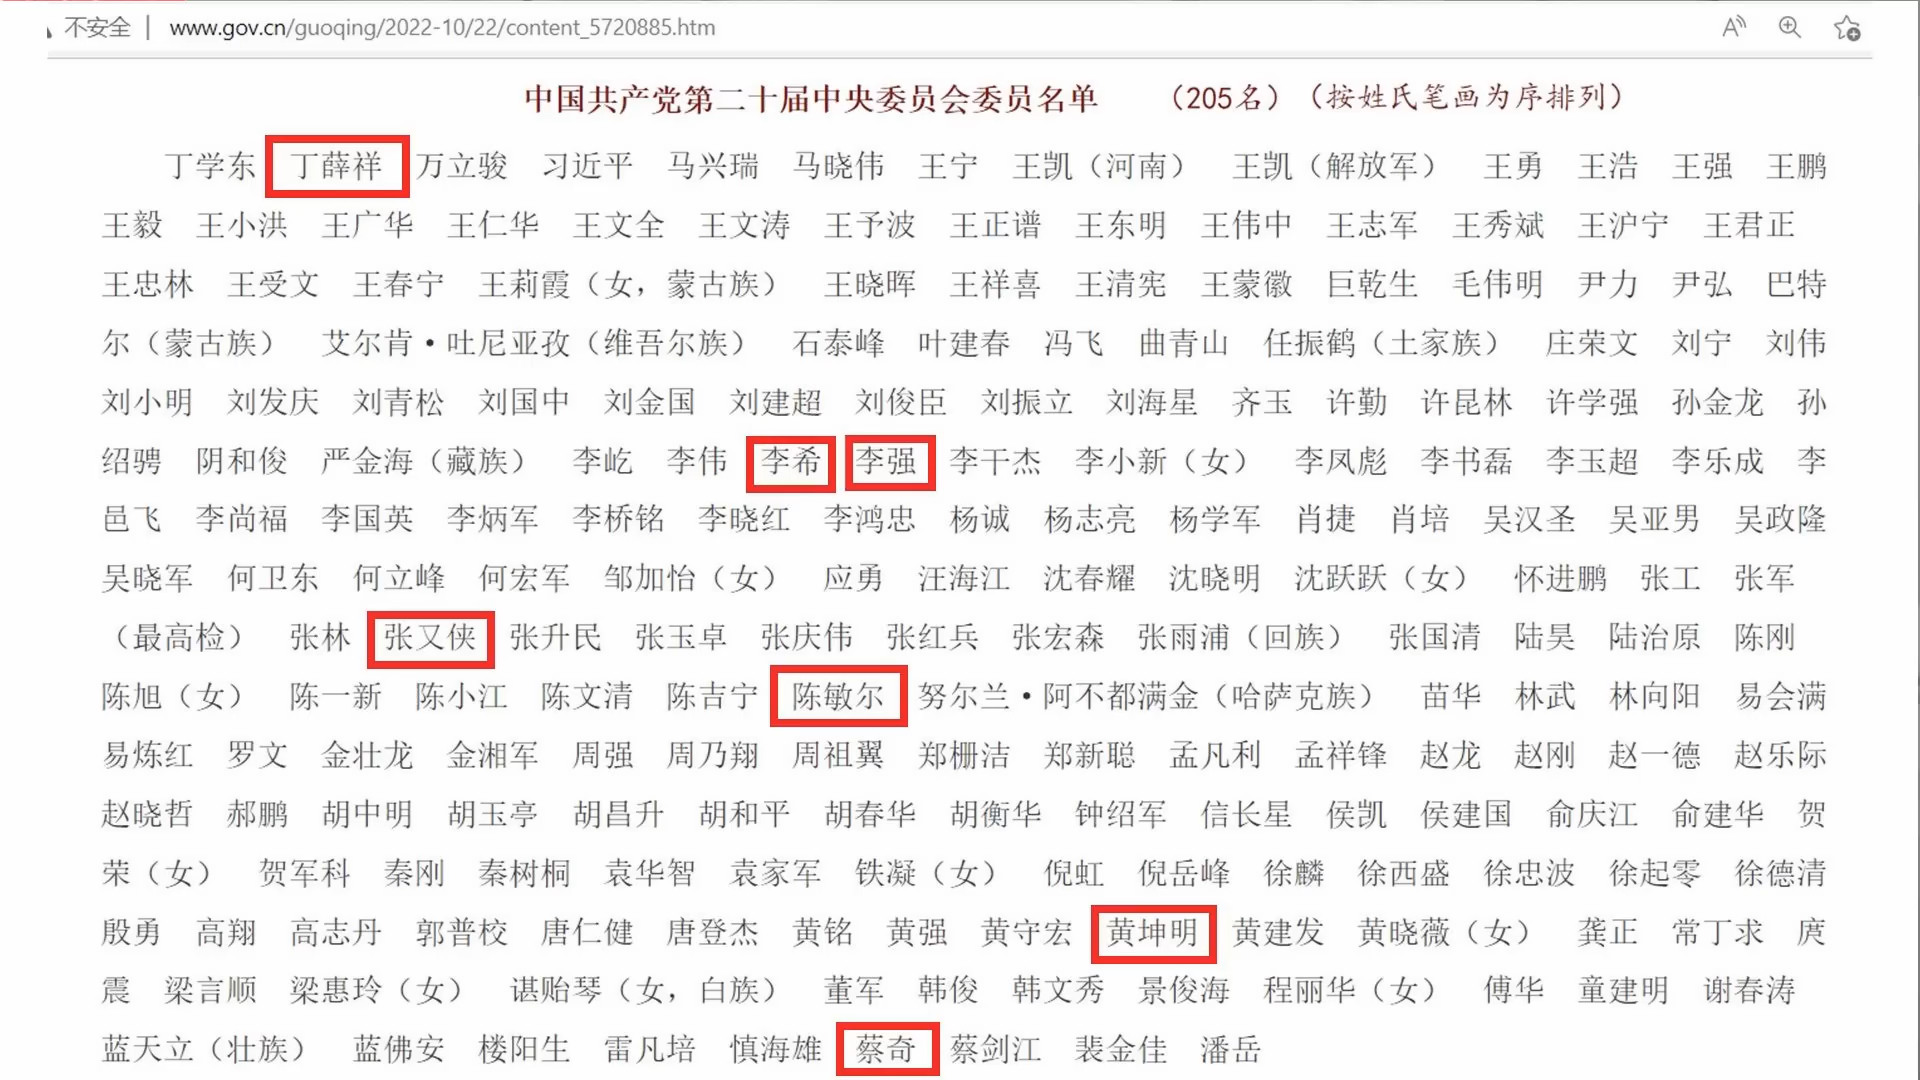 不安全 | www.gov.cn/guoqing/2022-10/22/content_5720885.htm
中国共产党第二十届中央委员会委员名单 （205名）（按姓氏笔画为序排列）
丁学东 丁薛祥 万立骏 习近平 马兴瑞 马晓伟 王宁 王凯（河南） 王凯（解放军） 王勇 王浩 王强 王鹏
王毅 王小洪 王广华 王仁华 王文全 王文涛 王予波 王正谱 王东明 王伟中 王志军 王秀斌 王沪宁 王君正
王忠林 王受文 王春宁 王莉霞（女，蒙古族） 王晓晖 王祥喜 王清宪 王蒙徽 巨乾生 毛伟明 尹力 尹弘 巴特
尔（蒙古族） 艾尔肯·吐尼亚孜（维吾尔族） 石泰峰 叶建春 冯飞 曲青山 任振鹤（土家族） 庄荣文 刘宁 刘伟
刘小明 刘发庆 刘青松 刘国中 刘金国 刘建超 刘俊臣 刘振立 刘海星 齐玉 许勤 许昆林 许学强 孙金龙 孙
绍骋 阴和俊 严金海（藏族） 李屹 李伟 李希 李强 李干杰 李小新（女） 李凤彪 李书磊 李玉超 李乐成 李
邑飞 李尚福 李国英 李炳军 李桥铭 李晓红 李鸿忠 杨诚 杨志亮 杨学军 肖捷 肖培 吴汉圣 吴亚男 吴政隆
吴晓军 何卫东 何立峰 何宏军 邹加怡（女） 应勇 汪海江 沈春耀 沈晓明 沈跃跃（女） 怀进鹏 张工 张军
（最高检） 张林 张又侠 张升民 张玉卓 张庆伟 张红兵 张宏森 张雨浦（回族） 张国清 陆昊 陆治原 陈刚
陈旭（女） 陈一新 陈小江 陈文清 陈吉宁 陈敏尔 努尔兰·阿不都满金（哈萨克族） 苗华 林武 林向阳 易会满
易炼红 罗文 金壮龙 金湘军 周强 周乃翔 周祖翼 郑栅洁 郑新聪 孟凡利 孟祥锋 赵龙 赵刚 赵一德 赵乐际
赵晓哲 郝鹏 胡中明 胡玉亭 胡昌升 胡和平 胡春华 胡衡华 钟绍军 信长星 侯凯 侯建国 俞庆江 俞建华 贺
荣（女） 贺军科 秦刚 秦树桐 袁华智 袁家军 铁凝（女） 倪虹 倪岳峰 徐麟 徐西盛 徐忠波 徐起零 徐德清
殷勇 高翔 高志丹 郭普校 唐仁健 唐登杰 黄铭 黄强 黄守宏 黄坤明 黄建发 黄晓薇（女） 龚正 常丁求 庹
震 梁言顺 梁惠玲（女） 谌贻琴（女，白族） 董军 韩俊 韩文秀 景俊海 程丽华（女） 傅华 童建明 谢春涛
蓝天立（壮族） 蓝佛安 楼阳生 雷凡培 慎海雄 蔡奇 蔡剑江 裴金佳 潘岳